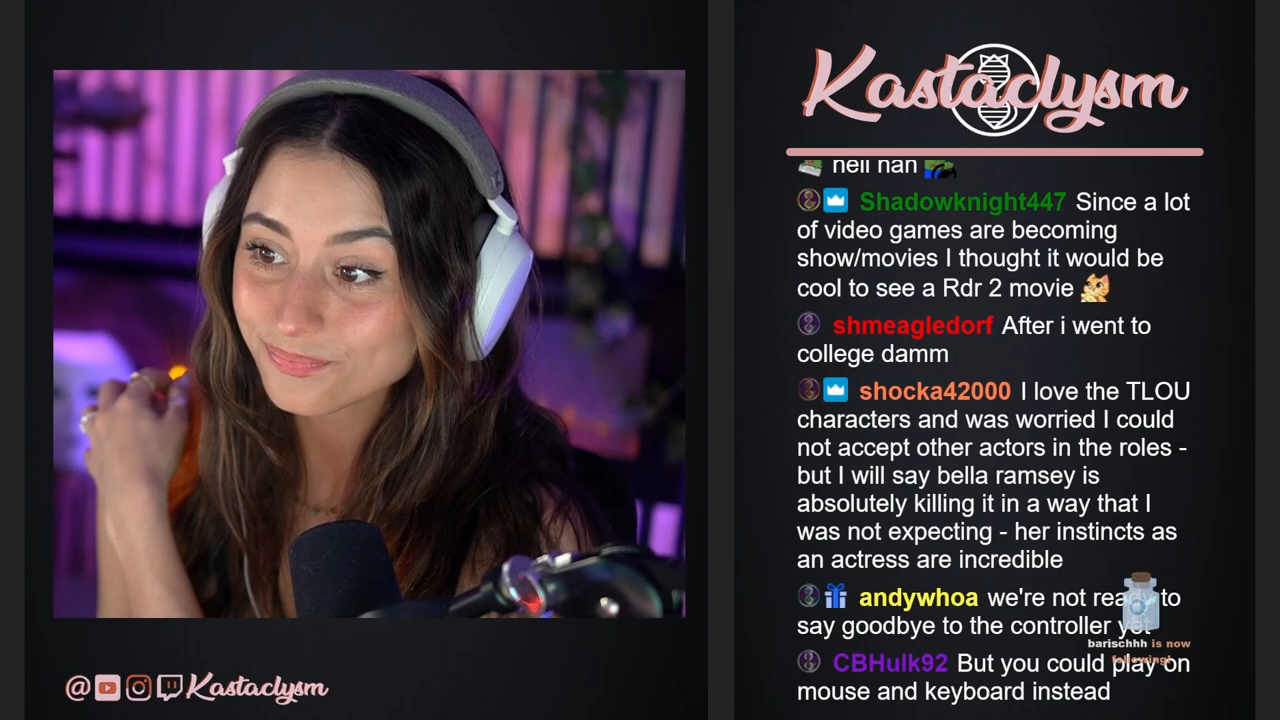 Kastaclysm
hell nah
Shadowknight447 Since a lot
of video games are becoming
show/movies I thought it would be
cool to see a Rdr 2 movie
shmeagledorf After i went to
college damm
shocka42000 I love the TLOU
characters and was worried I could
not accept other actors in the roles -
but I will say bella ramsey is
absolutely killing it in a way that I
was not expecting - her instincts as
an actress are incredible
andywhoa we're not ready to
say goodbye to the controller yet
barischhh is now
following!
CBHulk92 But you could play on
mouse and keyboard instead
@Kastaclysm